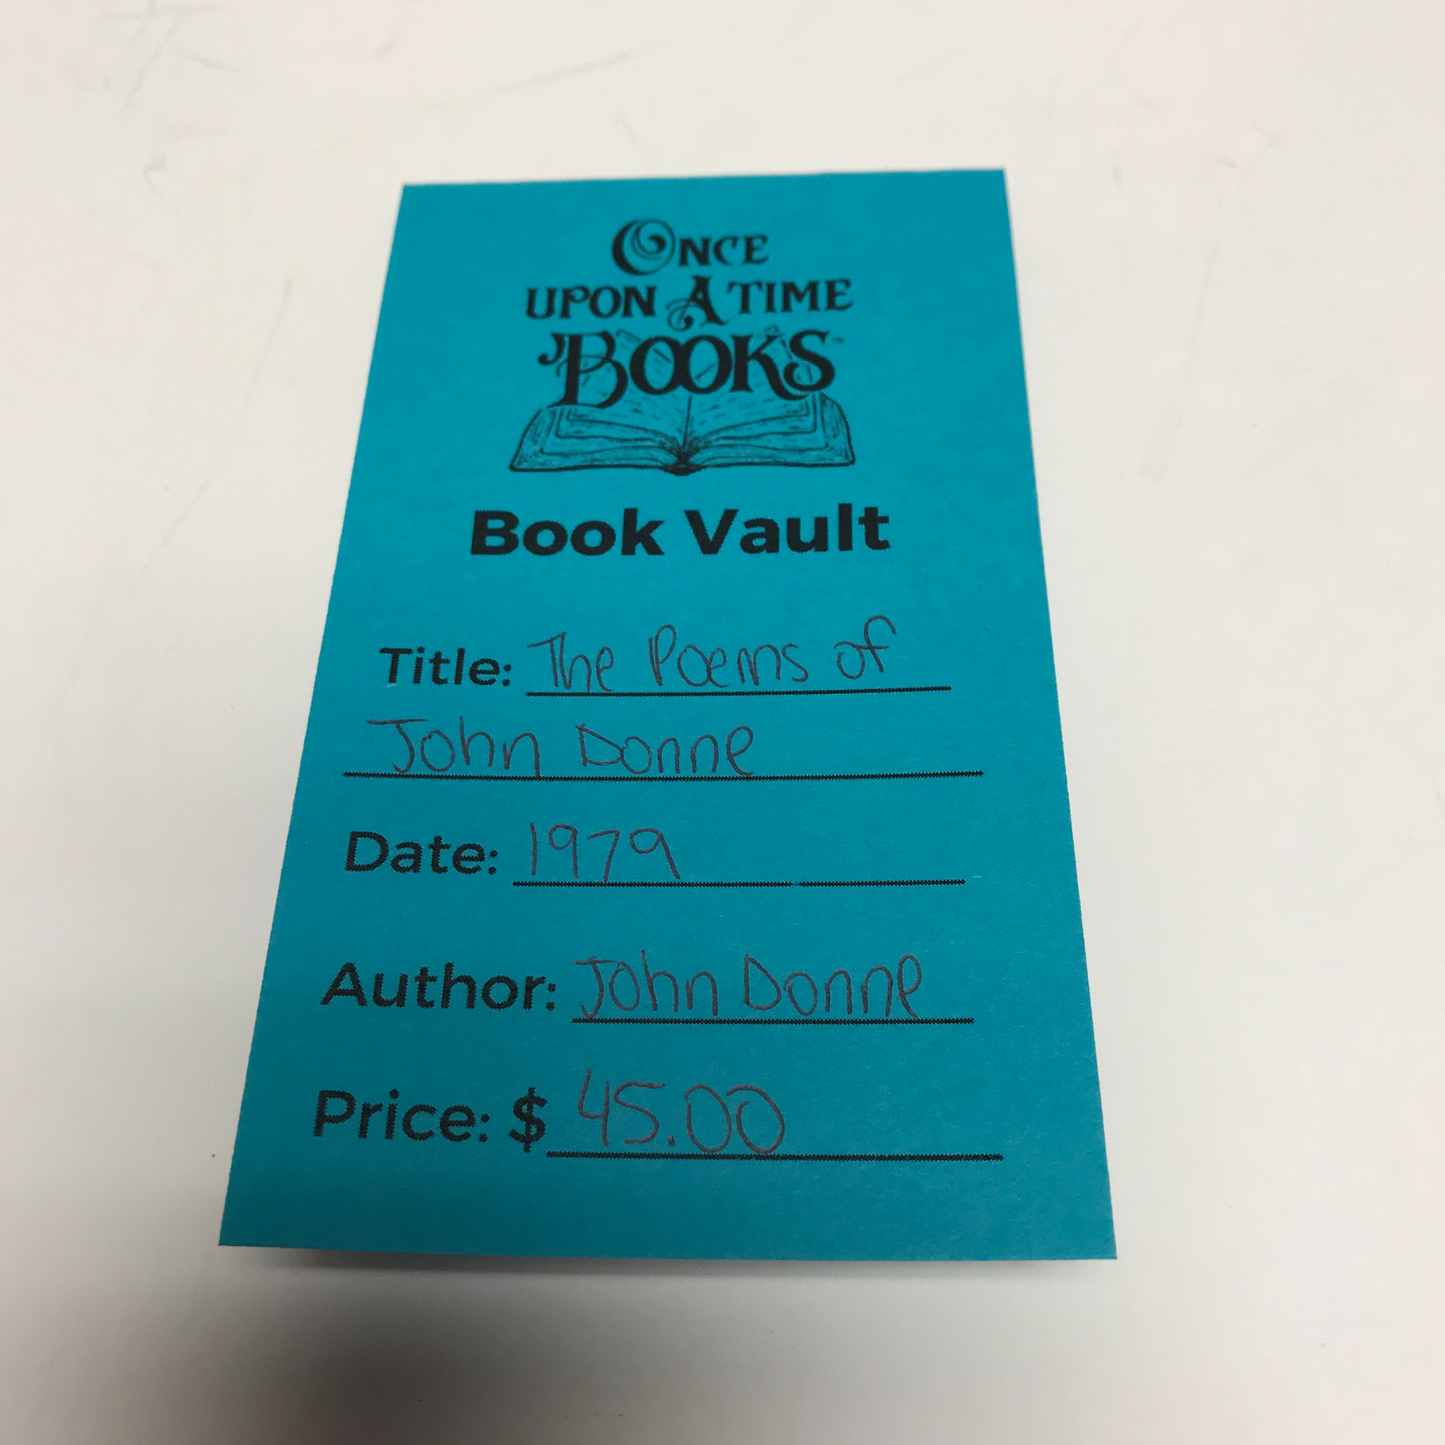 ONCE
UPON A TIME
BOOKS
Book Vault
Title: The Poems of
John Donne
Date: 1979
Author: John Donne
Price: $ 45.00